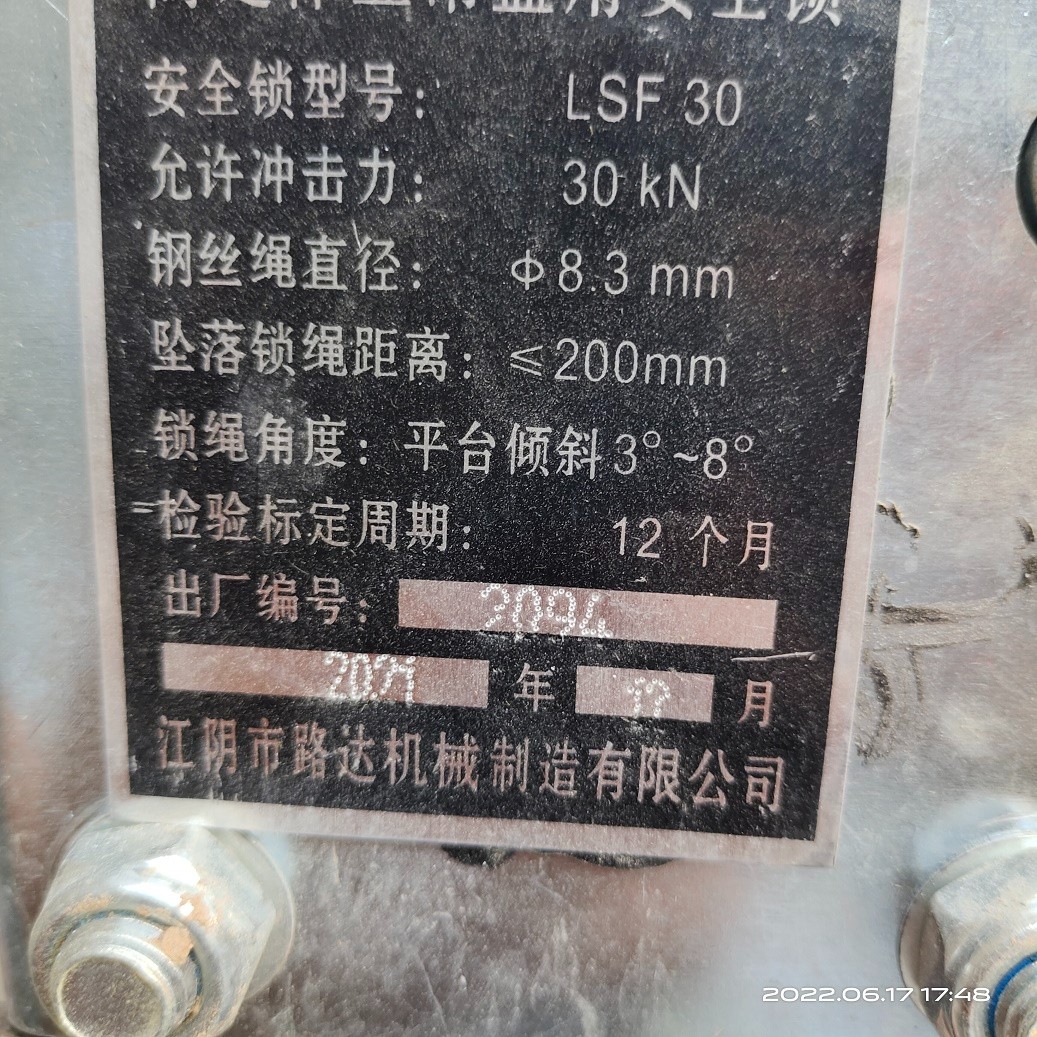 安全锁型号: LSF 30
允许冲击力: 30 kN
钢丝绳直径: Φ8.3 mm
坠落锁绳距离: ≤200mm
锁绳角度: 平台倾斜3°~8°
检验标定周期: 12 个月
出厂编号: 3094
2021 年 12 月
江阴市路达机械制造有限公司
2022.06.17 17:48